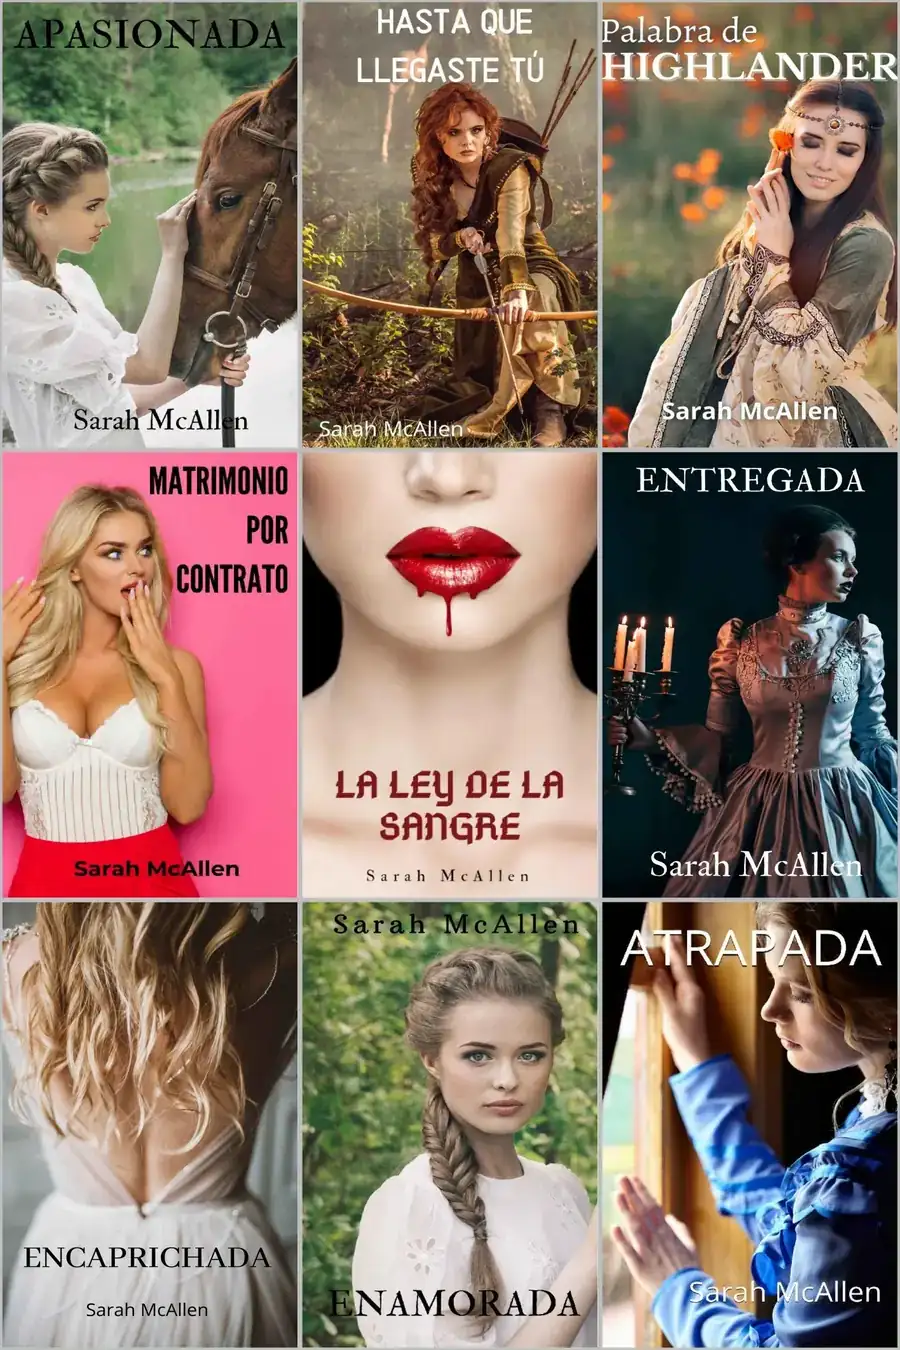 APASIONADA
Sarah McAllen
HASTA QUE
LLEGASTE TÚ
Sarah McAllen
Palabra de
HIGHLANDER
Sarah McAllen
MATRIMONIO
POR
CONTRATO
Sarah McAllen
LA LEY DE LA
SANGRE
Sarah McAllen
ENTREGADA
Sarah McAllen
ENCAPRICHADA
Sarah McAllen
Sarah McAllen
ENAMORADA
ATRAPADA
Sarah McAllen